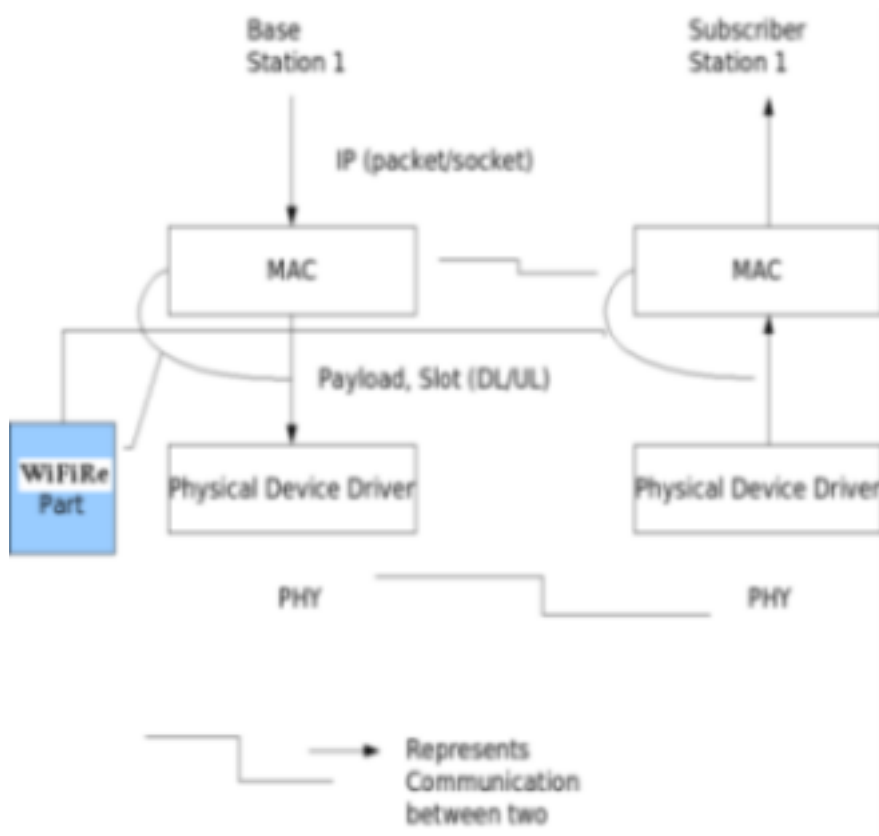 Base
Station 1
Subscriber
Station 1
IP (packet/socket)
MAC
MAC
Payload, Slot (DL/UL)
WiFiRe
Part
Physical Device Driver
Physical Device Driver
PHY
PHY
Represents
Communication
between two